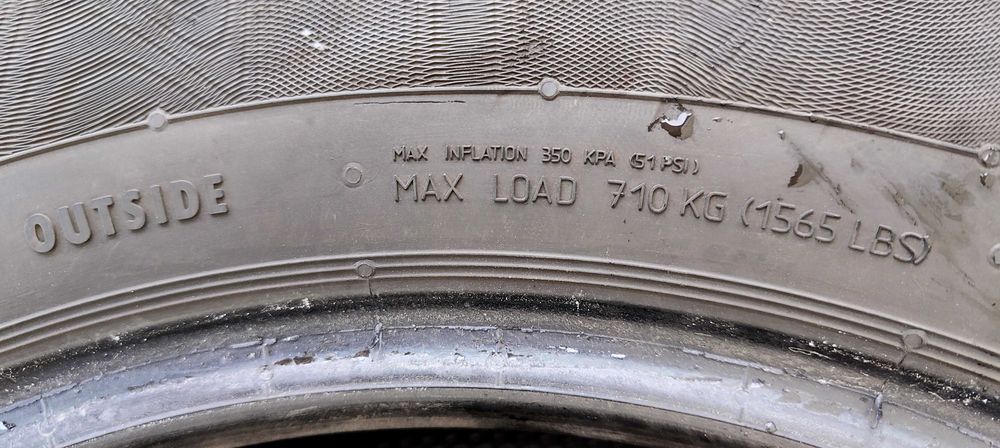 OUTSIDE
MAX INFLATION 350 KPA (51 PSI)
MAX LOAD 710 KG (1565 LBS)